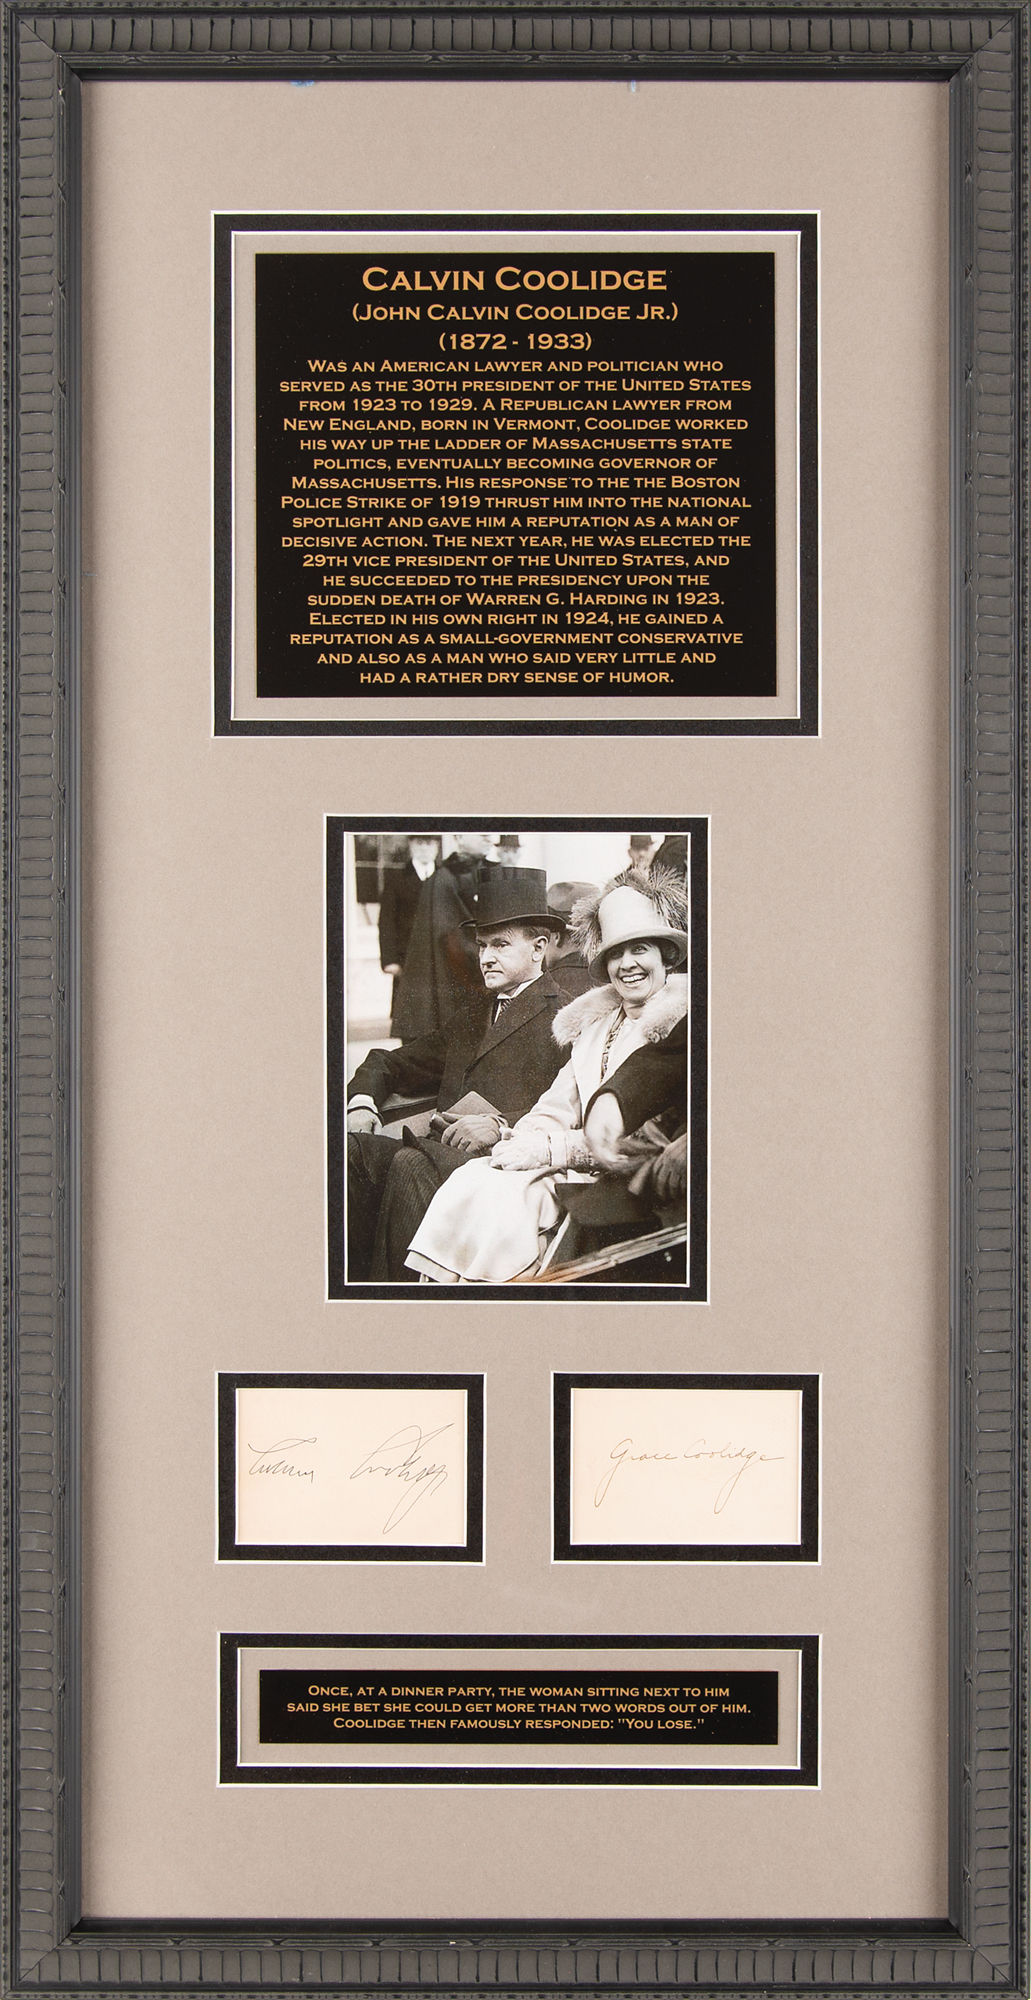 CALVIN COOLIDGE
(JOHN CALVIN COOLIDGE JR.)
(1872 - 1933)
WAS AN AMERICAN LAWYER AND POLITICIAN WHO
SERVED AS THE 30TH PRESIDENT OF THE UNITED STATES
FROM 1923 TO 1929. A REPUBLICAN LAWYER FROM
NEW ENGLAND, BORN IN VERMONT, COOLIDGE WORKED
HIS WAY UP THE LADDER OF MASSACHUSETTS STATE
POLITICS, EVENTUALLY BECOMING GOVERNOR OF
MASSACHUSETTS. HIS RESPONSE TO THE THE BOSTON
POLICE STRIKE OF 1919 THRUST HIM INTO THE NATIONAL
SPOTLIGHT AND GAVE HIM A REPUTATION AS A MAN OF
DECISIVE ACTION. THE NEXT YEAR, HE WAS ELECTED THE
29TH VICE PRESIDENT OF THE UNITED STATES, AND
HE SUCCEEDED TO THE PRESIDENCY UPON THE
SUDDEN DEATH OF WARREN G. HARDING IN 1923.
ELECTED IN HIS OWN RIGHT IN 1924, HE GAINED A
REPUTATION AS A SMALL-GOVERNMENT CONSERVATIVE
AND ALSO AS A MAN WHO SAID VERY LITTLE AND
HAD A RATHER DRY SENSE OF HUMOR.
Calvin Coolidge
Grace Coolidge
ONCE, AT A DINNER PARTY, THE WOMAN SITTING NEXT TO HIM
SAID SHE BET SHE COULD GET MORE THAN TWO WORDS OUT OF HIM.
COOLIDGE THEN FAMOUSLY RESPONDED: "YOU LOSE."